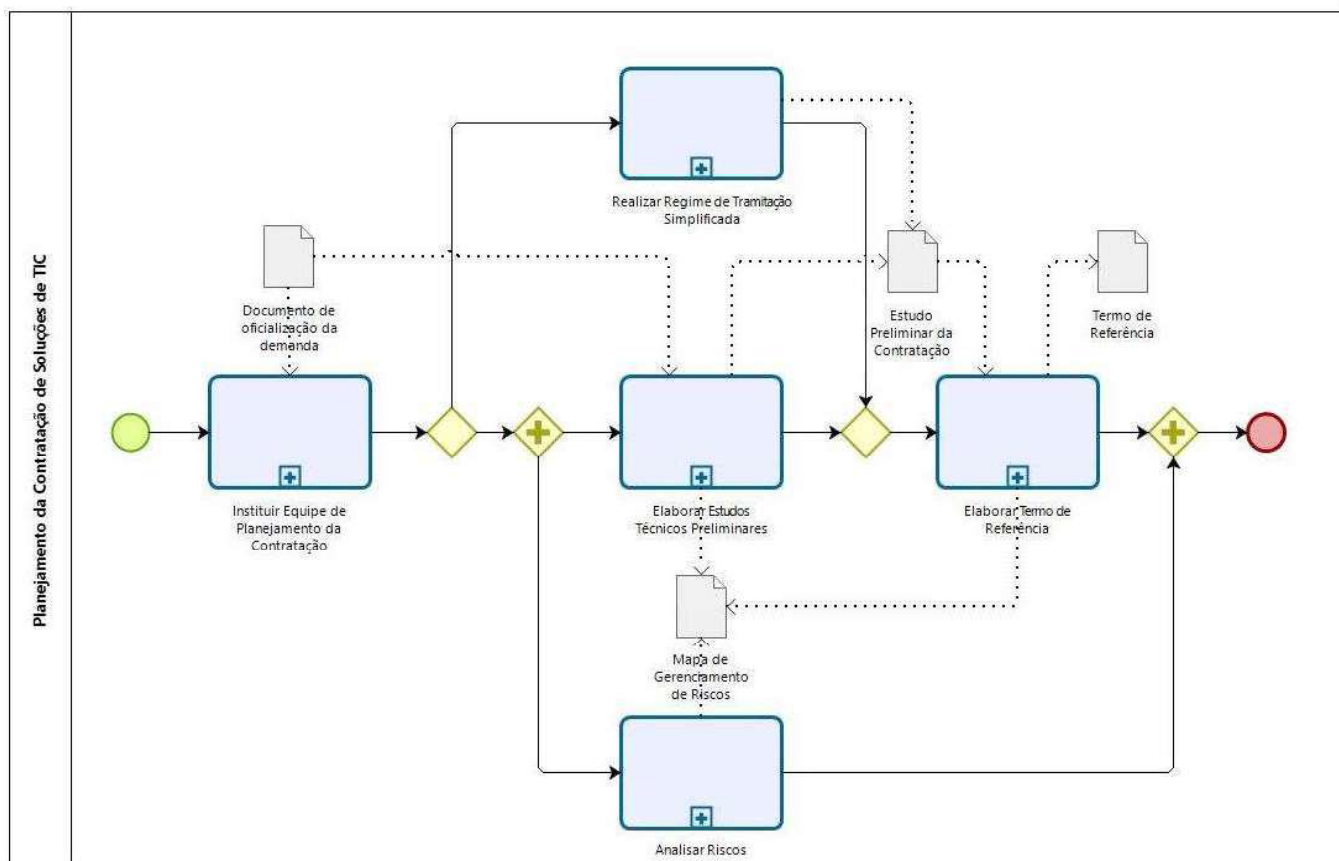 Planejamento da Contratação de Soluções de TIC
Realizar Regime de Tramitação
Simplificada
Documento de
oficialização da
demanda
Estudo
Preliminar da
Contratação
Termo de
Referência
Instituir Equipe de
Planejamento da
Contratação
Elaborar Estudos
Técnicos Preliminares
Elaborar Termo de
Referência
Mapa de
Gerenciamento
de Riscos
Analisar Riscos